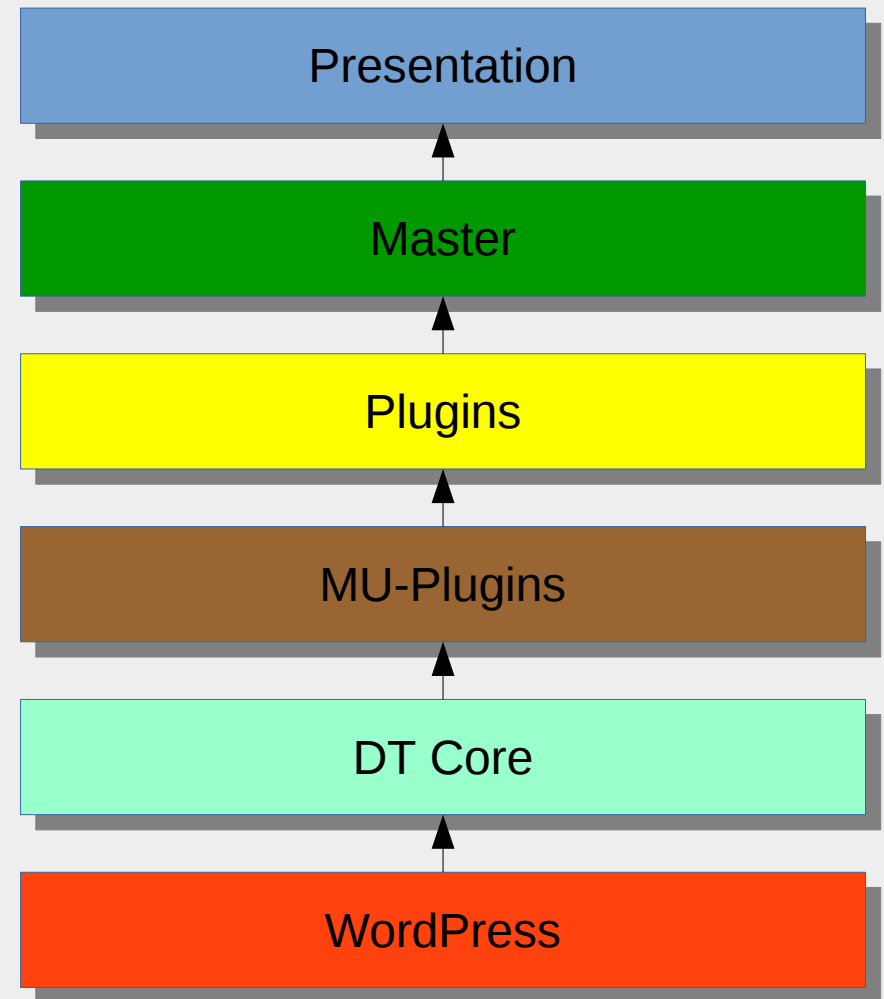 Presentation
Master
Plugins
MU-Plugins
DT Core
WordPress